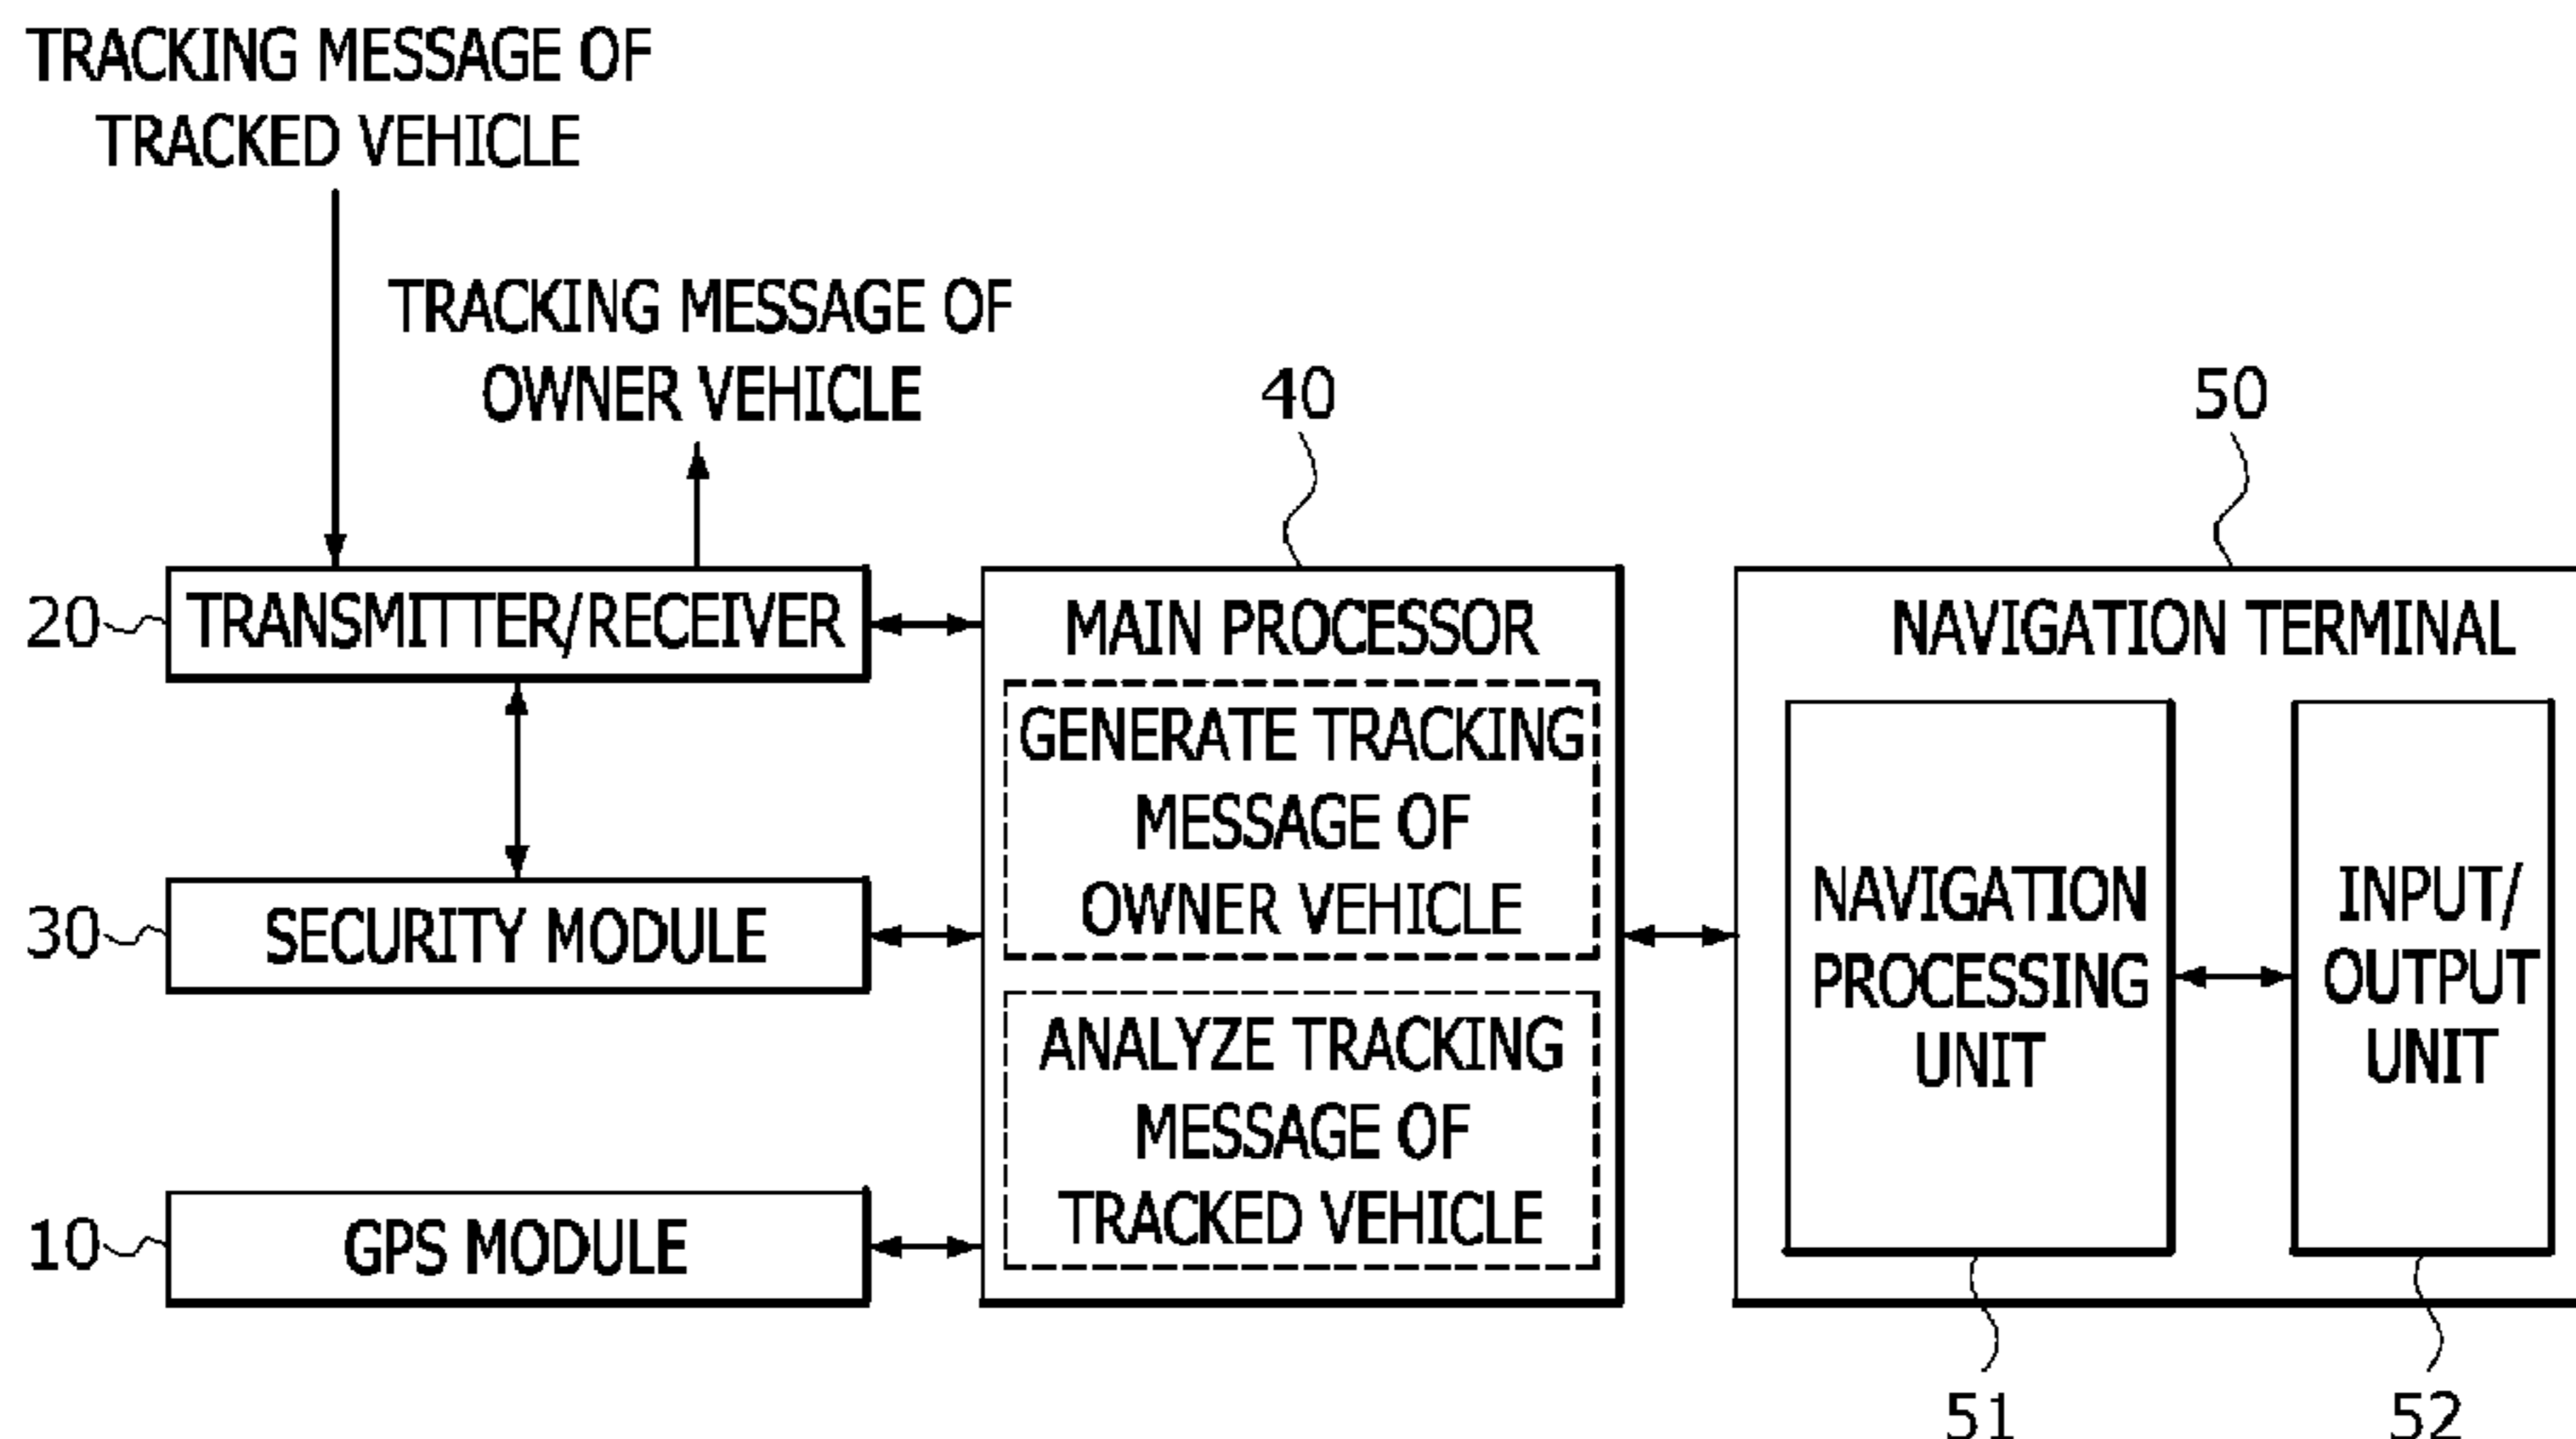 TRACKING MESSAGE OF
TRACKED VEHICLE
TRACKING MESSAGE OF
OWNER VEHICLE
40
50
20
TRANSMITTER/RECEIVER
MAIN PROCESSOR
NAVIGATION TERMINAL
GENERATE TRACKING
MESSAGE OF
OWNER VEHICLE
30
SECURITY MODULE
NAVIGATION
PROCESSING
UNIT
INPUT/
OUTPUT
UNIT
ANALYZE TRACKING
MESSAGE OF
TRACKED VEHICLE
10
GPS MODULE
51
52